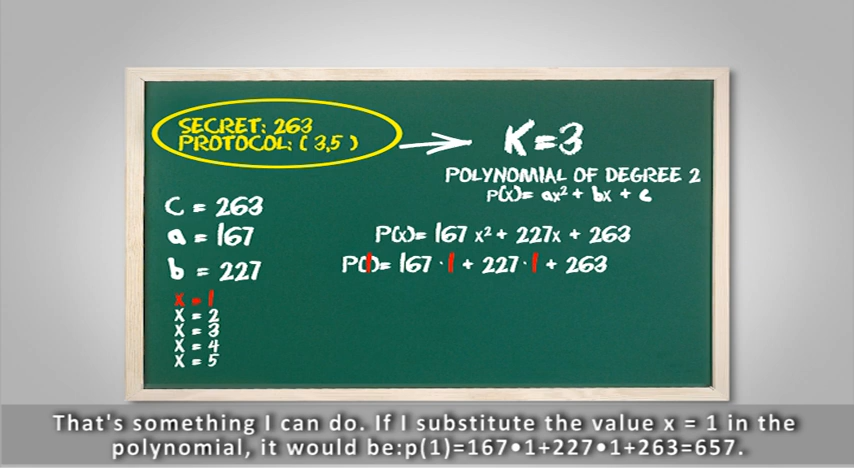 SECRET: 263
PROTOCOL: ( 3,5 )
K=3
POLYNOMIAL OF DEGREE 2
P(x)= ax² + bx + c
C = 263
a = 167
b = 227
P(x)= 167 x² + 227x + 263
P(1)= 167 · 1 + 227 · 1 + 263
x = 1
x = 2
x = 3
x = 4
x = 5
That's something I can do. If I substitute the value x = 1 in the
polynomial, it would be:p(1)=167•1+227•1+263=657.